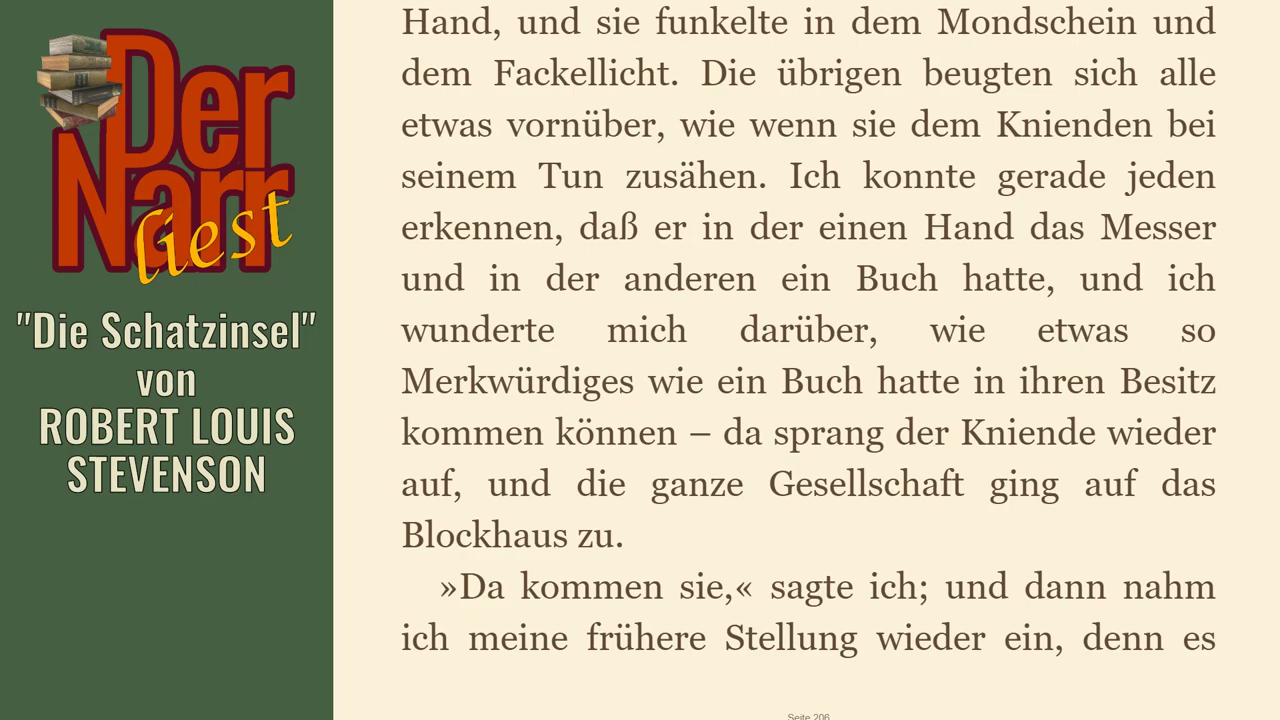 Der
Narr
liest
"Die Schatzinsel"
von
ROBERT LOUIS
STEVENSON
Hand, und sie funkelte in dem Mondschein und
dem Fackellicht. Die übrigen beugten sich alle
etwas vornüber, wie wenn sie dem Knienden bei
seinem Tun zusähen. Ich konnte gerade jeden
erkennen, daß er in der einen Hand das Messer
und in der anderen ein Buch hatte, und ich
wunderte mich darüber, wie etwas so
Merkwürdiges wie ein Buch hatte in ihren Besitz
kommen können – da sprang der Kniende wieder
auf, und die ganze Gesellschaft ging auf das
Blockhaus zu.
»Da kommen sie,« sagte ich; und dann nahm
ich meine frühere Stellung wieder ein, denn es
Seite 206